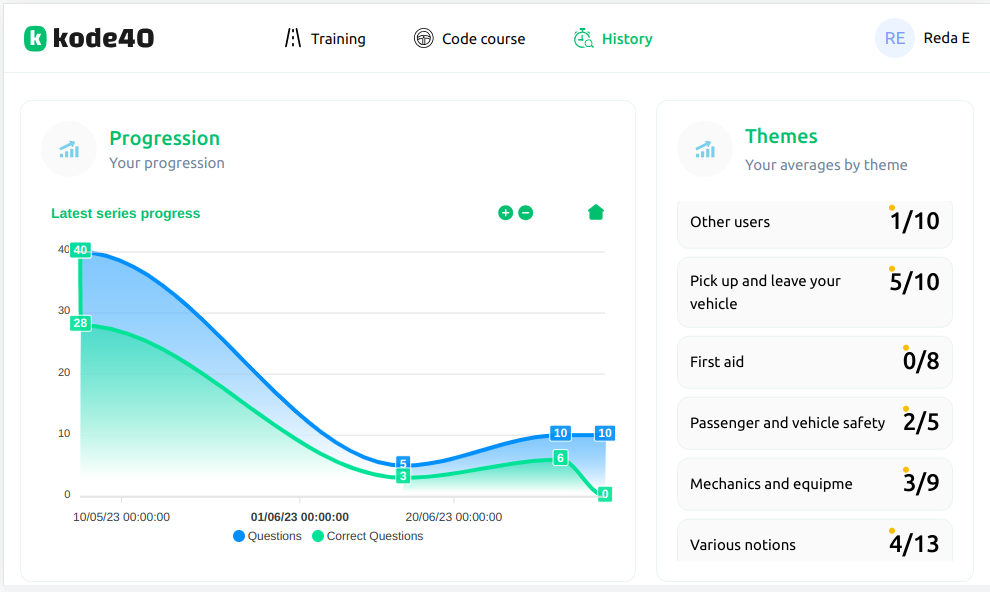 k kode40
Training
Code course
History
RE
Reda E
Progression
Your progression
Latest series progress
40
30
20
10
0
40
28
5
3
10
6
10
0
10/05/23 00:00:00
01/06/23 00:00:00
20/06/23 00:00:00
Questions
Correct Questions
Themes
Your averages by theme
Other users
1/10
Pick up and leave your
vehicle
5/10
First aid
0/8
Passenger and vehicle safety
2/5
Mechanics and equipme
3/9
Various notions
4/13